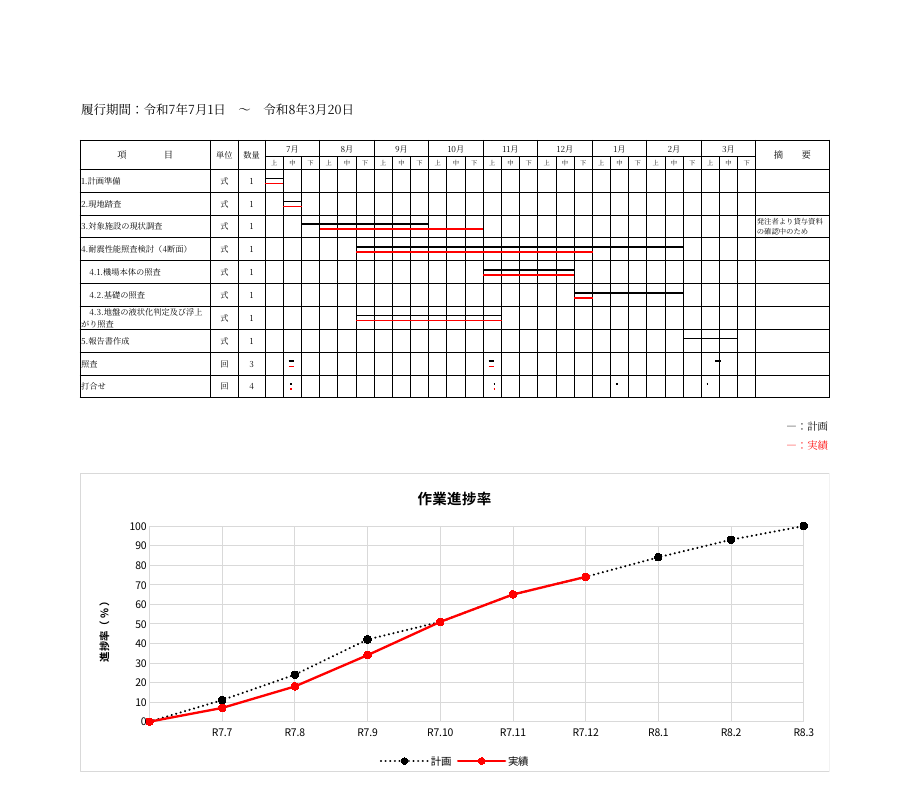 履行期間：令和7年7月1日　～　令和8年3月20日
項　目　単位　数量　7月　8月　9月　10月　11月　12月　1月　2月　3月　摘　要
上　中　下　上　中　下　上　中　下　上　中　下　上　中　下　上　中　下　上　中　下　上　中　下　上　中　下
1.計画準備　式　1
2.現地踏査　式　1
3.対象施設の現状調査　式　1　発注者より貸与資料
の確認中のため
4.耐震性能照査検討（4断面）　式　1
4.1.機場本体の照査　式　1
4.2.基礎の照査　式　1
4.3.地盤の液状化判定及び浮上
がり照査　式　1
5.報告書作成　式　1
照査　回　3
打合せ　回　4
―：計画
―：実績
作業進捗率
進捗率（％）
100
90
80
70
60
50
40
30
20
10
0
R7.7　R7.8　R7.9　R7.10　R7.11　R7.12　R8.1　R8.2　R8.3
計画　実績